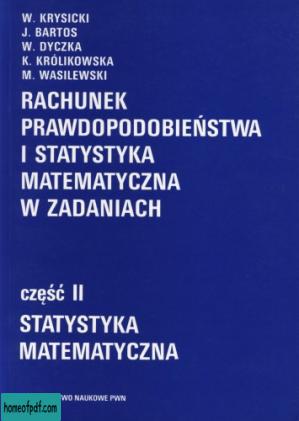 W. KRYSICKI
J. BARTOS
W. DYCZKA
K. KRÓLIKOWSKA
M. WASILEWSKI
RACHUNEK
PRAWDOPODOBIEŃSTWA
I STATYSTYKA
MATEMATYCZNA
W ZADANIACH
część II
STATYSTYKA
MATEMATYCZNA
WO NAUKOWE PWN
homeofpdf.com